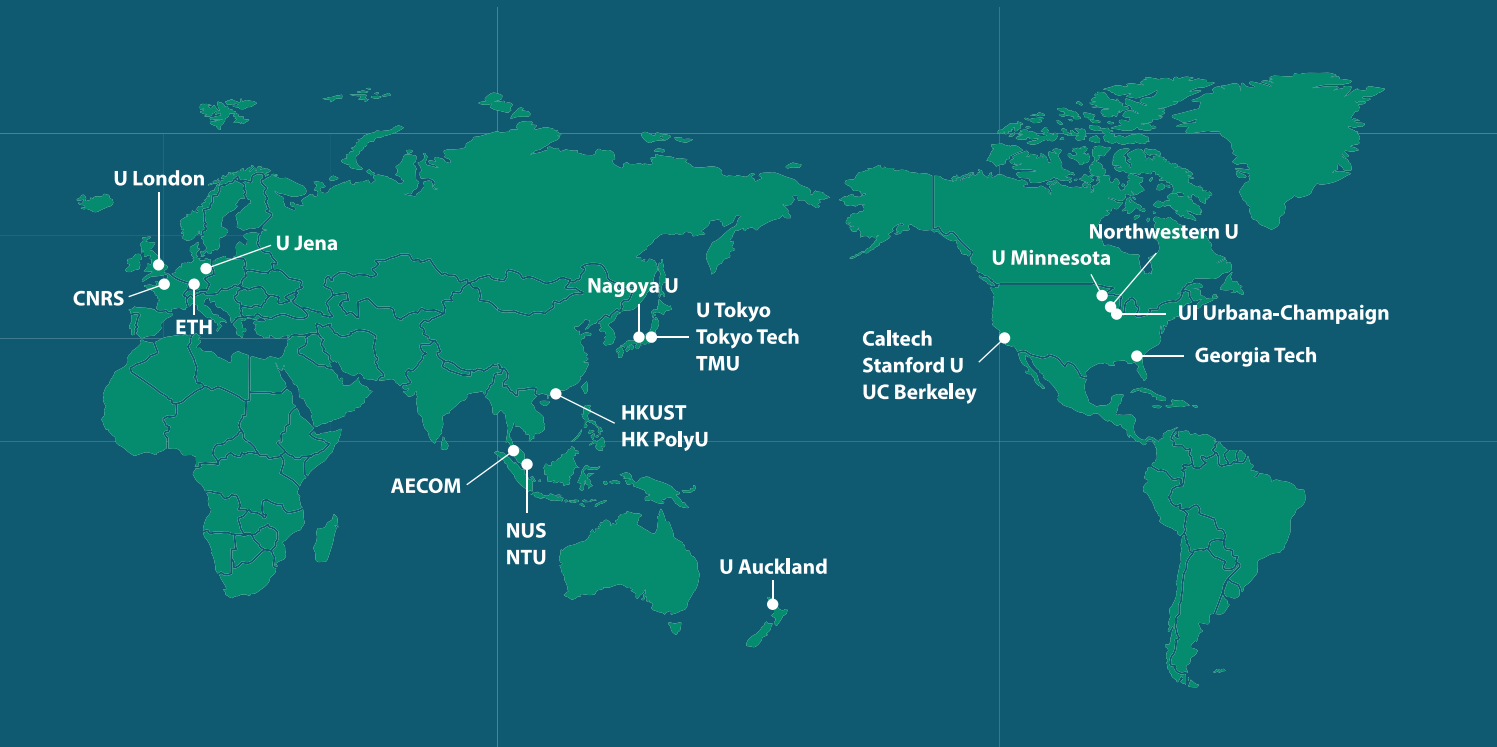 U London
U Jena
CNRS
ETH
Nagoya U
U Tokyo
Tokyo Tech
TMU
HKUST
HK PolyU
AECOM
NUS
NTU
U Auckland
Northwestern U
U Minnesota
UI Urbana-Champaign
Georgia Tech
Caltech
Stanford U
UC Berkeley